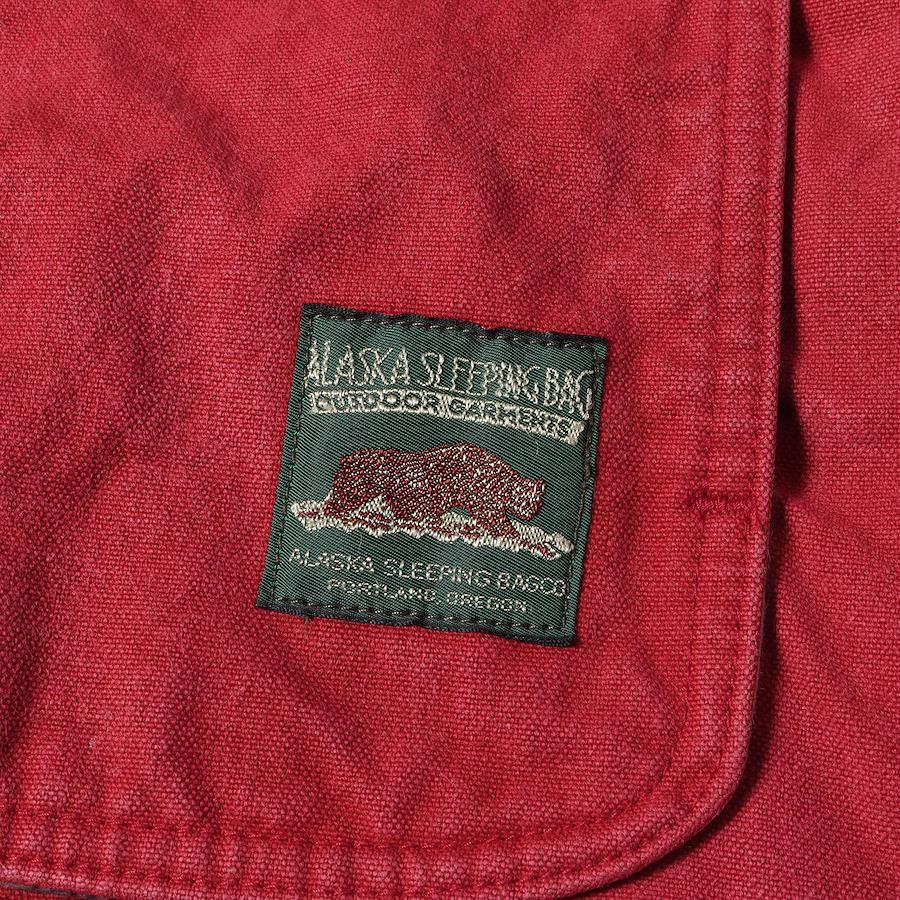 ALASKA SLEEPING BAG
OUTDOOR GARMENTS
ALASKA SLEEPING BAG CO.
PORTLAND, OREGON